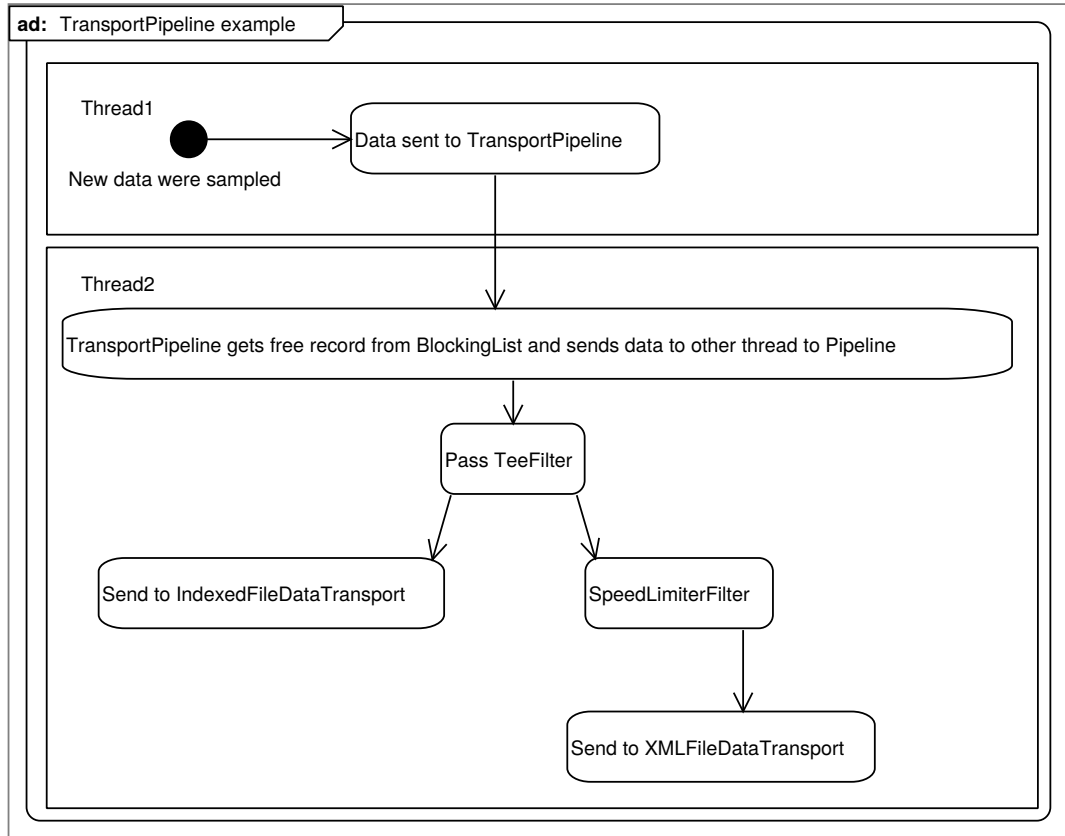 ad: TransportPipeline example
Thread1
Data sent to TransportPipeline
New data were sampled
Thread2
TransportPipeline gets free record from BlockingList and sends data to other thread to Pipeline
Pass TeeFilter
Send to IndexedFileDataTransport
SpeedLimiterFilter
Send to XMLFileDataTransport